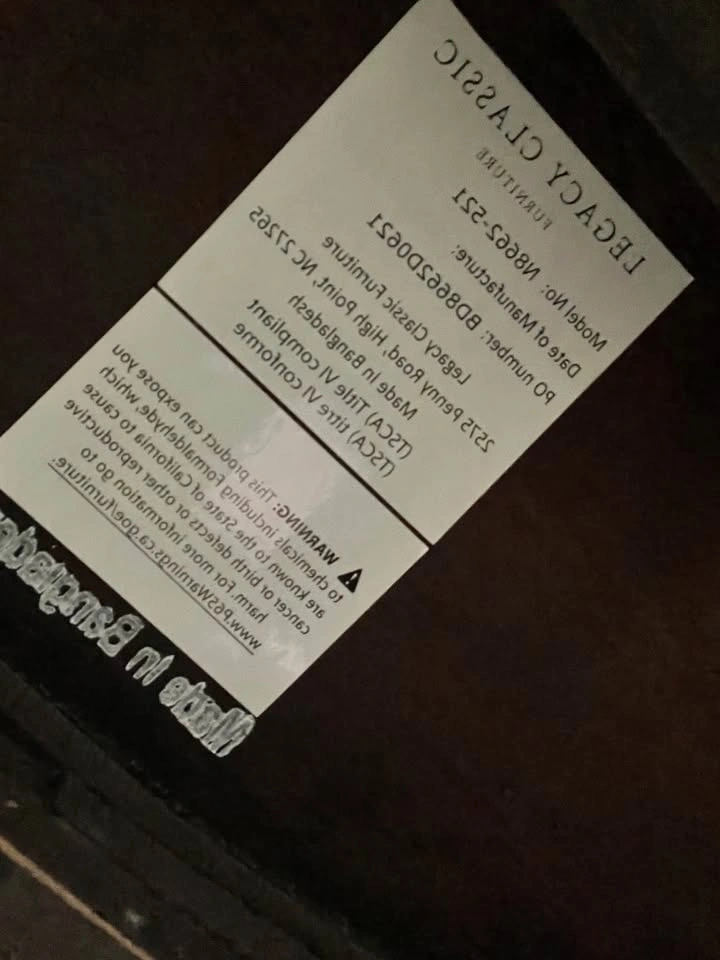 LEGACY CLASSIC
FURNITURE
Model No: N8662-521
Date of Manufacture:
PO number: BD8662D0621
Legacy Classic Furniture
2575 Penny Road, High Point, NC 27265
Made in Bangladesh
(TSCA) Title VI compliant
(TSCA) titre VI conforme
⚠ WARNING: This product can expose you
to chemicals including Formaldehyde, which
are known to the State of California to cause
cancer or birth defects or other reproductive
harm. For more information go to
www.P65Warnings.ca.goe/furniture.
Made In Banglade